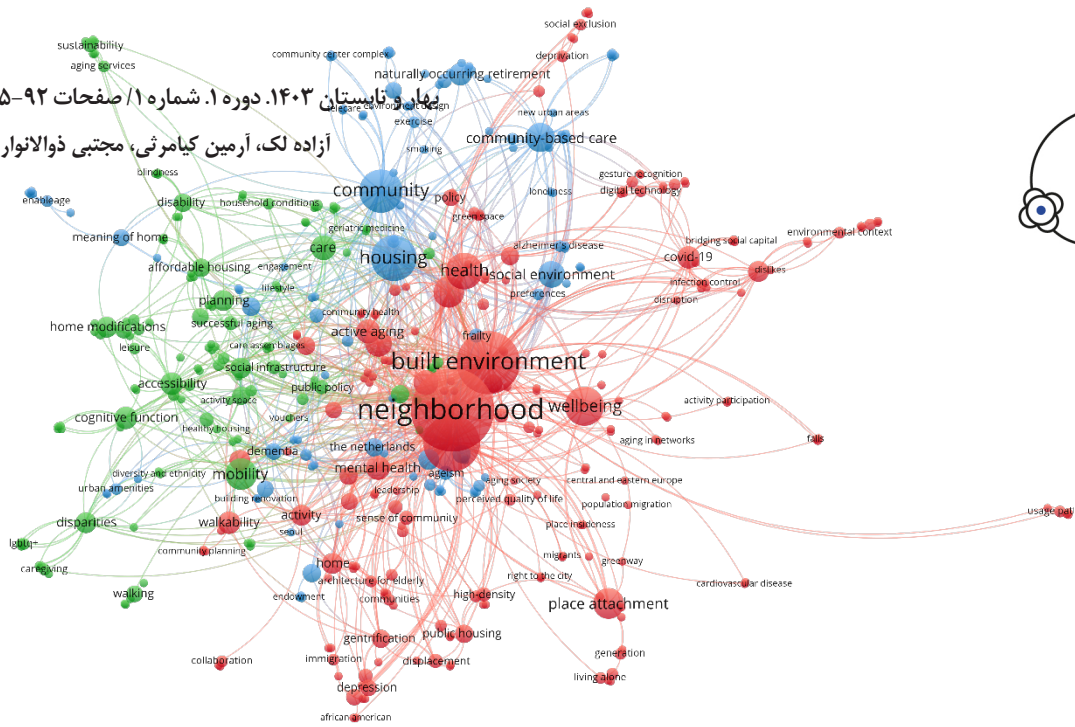 social exclusion
sustainability
community center complex
deprivation
aging services
naturally occurring retirement
بهار و تابستان ۱۴۰۳. دوره ۱. شماره ۱/ صفحات ۹۲-۵
telecare
environment design
new urban areas
exercise
آزاده لک، آرمین کیامرثی، مجتبی ذوالانوار
community-based care
smoking
blindness
gesture recognition
enableage
disability
household conditions
community
policy
loneliness
digital technology
green space
meaning of home
geriatric medicine
environmental context
care
housing
alzheimer's disease
bridging social capital
covid-19
affordable housing
engagement
health
social environment
dislikes
infection control
lifestyle
preferences
planning
disruption
home modifications
successful aging
community health
active aging
frailty
leisure
care assemblages
built environment
social infrastructure
accessibility
public policy
activity space
neighborhood
wellbeing
activity participation
cognitive function
vouchers
healthy housing
the netherlands
aging in networks
falls
dementia
diversity and ethnicity
mobility
mental health
ageism
aging society
central and eastern europe
urban amenities
leadership
building renovation
perceived quality of life
population migration
usage pat
disparities
walkability
activity
sense of community
place insideness
seoul
lgbtq+
community planning
migrants
greenway
caregiving
home
architecture for elderly
right to the city
cardiovascular disease
walking
endowment
communities
high-density
place attachment
gentrification
public housing
collaboration
immigration
displacement
generation
living alone
depression
african american